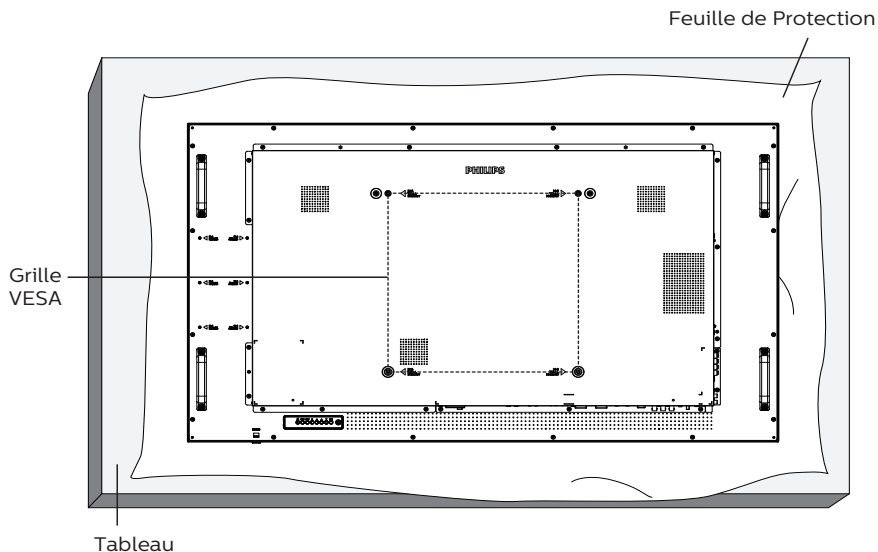 Feuille de Protection
PHILIPS
Grille
VESA
Tableau